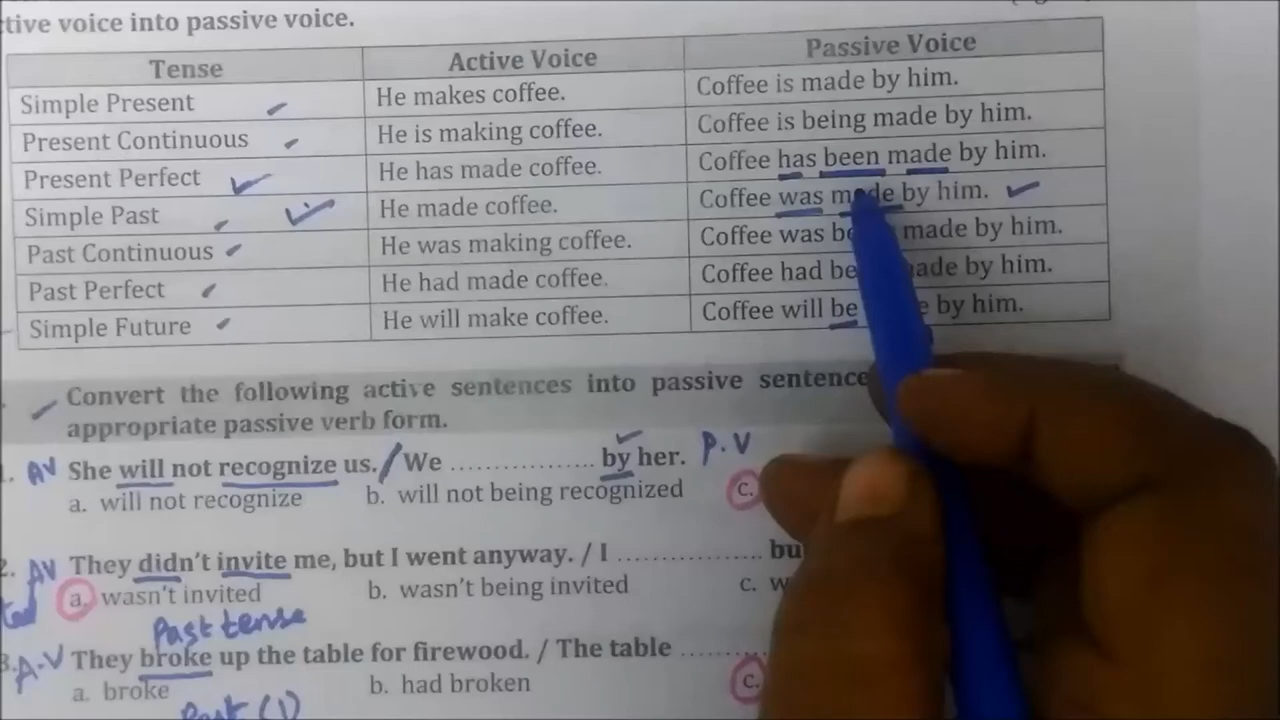 ctive voice into passive voice.
Tense Active Voice Passive Voice
Simple Present He makes coffee. Coffee is made by him.
Present Continuous He is making coffee. Coffee is being made by him.
Present Perfect He has made coffee. Coffee has been made by him.
Simple Past He made coffee. Coffee was made by him.
Past Continuous He was making coffee. Coffee was made by him.
Past Perfect He had made coffee. Coffee had by him.
Simple Future He will make coffee. Coffee will be by him.
Convert the following active sentences into passive
appropriate passive verb form.
1. AV She will not recognize us. / We ................ by her. P.V
a. will not recognize b. will not being recognized c.
2. AV They didn't invite me, but I went anyway. / I ................
a. wasn't invited b. wasn't being invited c.
Past tense
3. A.V They broke up the table for firewood. / The table ........
a. broke b. had broken c.